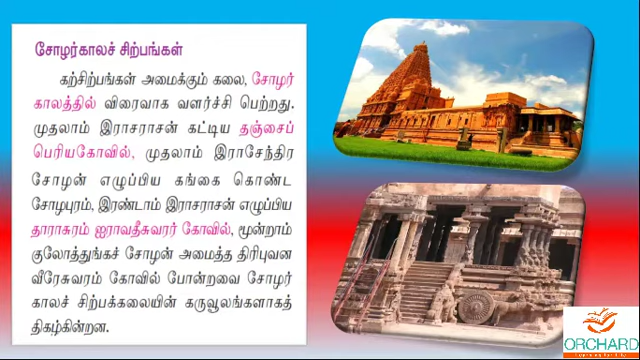 சோழர்காலச் சிற்பங்கள்
கற்சிற்பங்கள் அமைக்கும் கலை, சோழர்
காலத்தில் விரைவாக வளர்ச்சி பெற்றது.
முதலாம் இராசராசன் கட்டிய தஞ்சைப்
பெரியகோவில், முதலாம் இராசேந்திர
சோழன் எழுப்பிய கங்கை கொண்ட
சோழபுரம், இரண்டாம் இராசராசன் எழுப்பிய
தாராசுரம் ஐராவதீசுவரர் கோவில், மூன்றாம்
குலோத்துங்கச் சோழன் அமைத்த திரிபுவன
வீரேசுவரம் கோவில் போன்றவை சோழர்
காலச் சிற்பக்கலையின் கருவூலங்களாகத்
திகழ்கின்றன.
ORCHARD